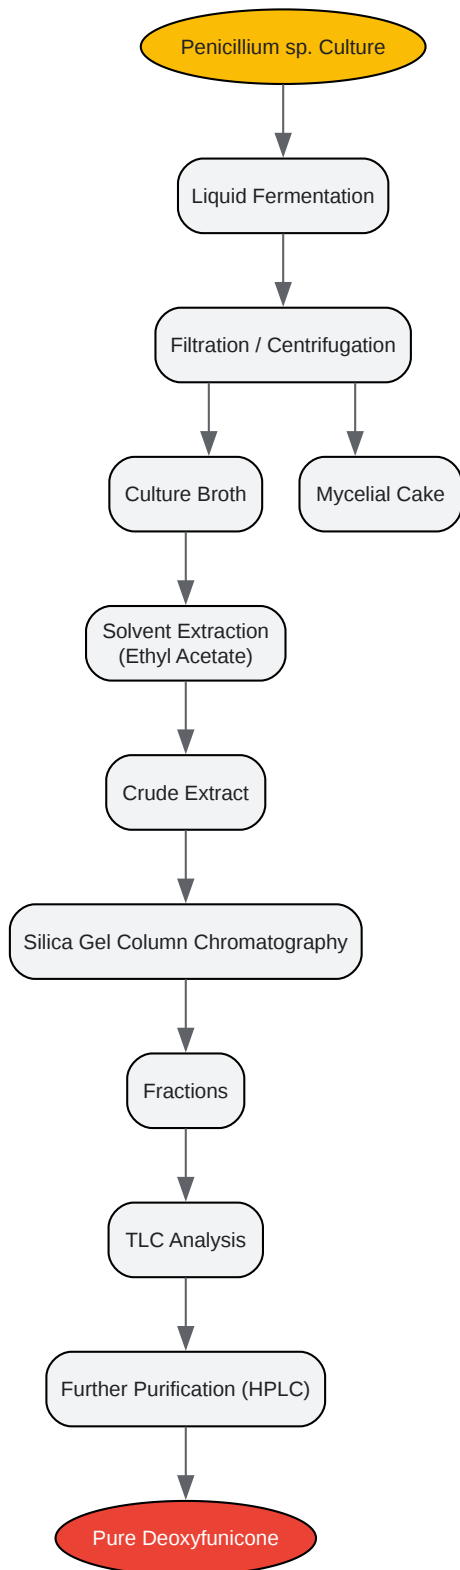 Penicillium sp. Culture
Liquid Fermentation
Filtration / Centrifugation
Culture Broth
Mycelial Cake
Solvent Extraction
(Ethyl Acetate)
Crude Extract
Silica Gel Column Chromatography
Fractions
TLC Analysis
Further Purification (HPLC)
Pure Deoxyfunicone